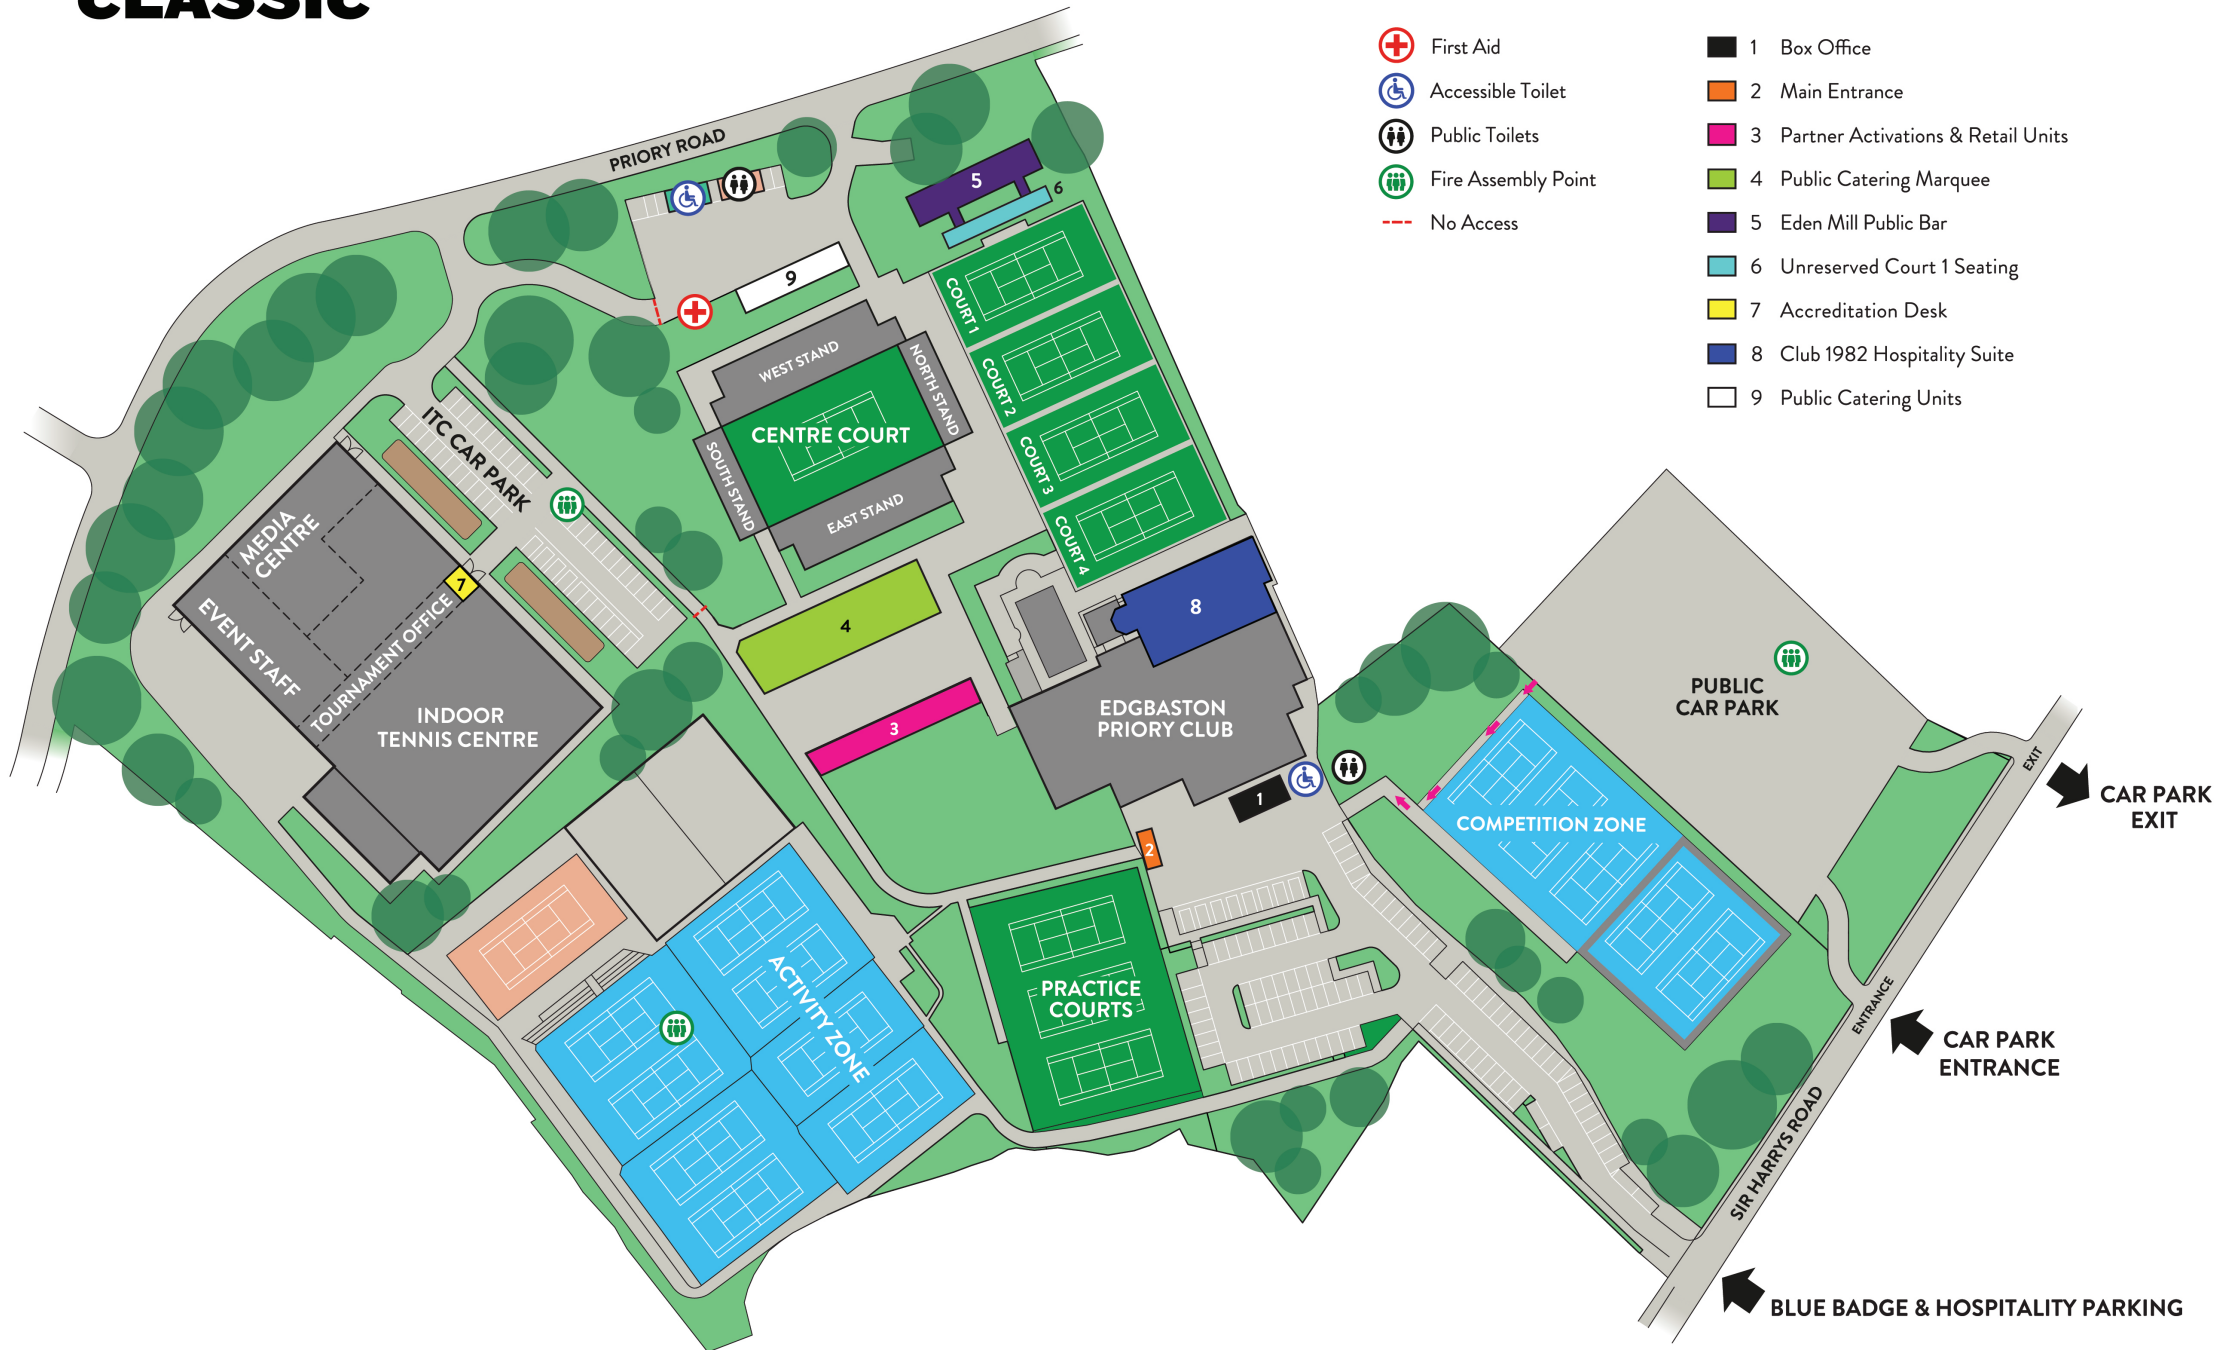 CLASSIC
First Aid
Accessible Toilet
Public Toilets
Fire Assembly Point
No Access
1 Box Office
2 Main Entrance
3 Partner Activations & Retail Units
4 Public Catering Marquee
5 Eden Mill Public Bar
6 Unreserved Court 1 Seating
7 Accreditation Desk
8 Club 1982 Hospitality Suite
9 Public Catering Units
PRIORY ROAD
5
6
9
COURT 1
COURT 2
COURT 3
COURT 4
WEST STAND
NORTH STAND
CENTRE COURT
SOUTH STAND
EAST STAND
ITC CAR PARK
MEDIA
CENTRE
7
EVENT STAFF
TOURNAMENT OFFICE
INDOOR
TENNIS CENTRE
4
8
3
EDGBASTON
PRIORY CLUB
1
2
PUBLIC
CAR PARK
COMPETITION ZONE
EXIT
CAR PARK
EXIT
ACTIVITY ZONE
PRACTICE
COURTS
ENTRANCE
CAR PARK
ENTRANCE
SIR HARRYS ROAD
BLUE BADGE & HOSPITALITY PARKING